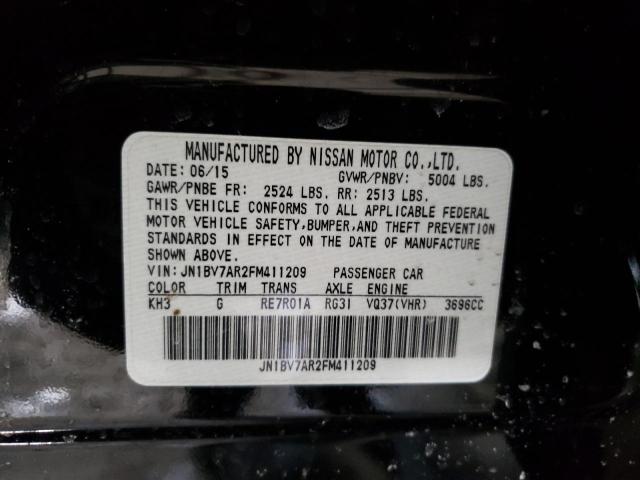 MANUFACTURED BY NISSAN MOTOR CO.,LTD.
DATE: 06/15 GVWR/PNBV: 5004 LBS.
GAWR/PNBE FR: 2524 LBS. RR: 2513 LBS.
THIS VEHICLE CONFORMS TO ALL APPLICABLE FEDERAL
MOTOR VEHICLE SAFETY,BUMPER,AND THEFT PREVENTION
STANDARDS IN EFFECT ON THE DATE OF MANUFACTURE
SHOWN ABOVE.
VIN:JN1BV7AR2FM411209 PASSENGER CAR
COLOR TRIM TRANS AXLE ENGINE
KH3 G RE7R01A RG31 VQ37(VHR) 3696CC
JN1BV7AR2FM411209